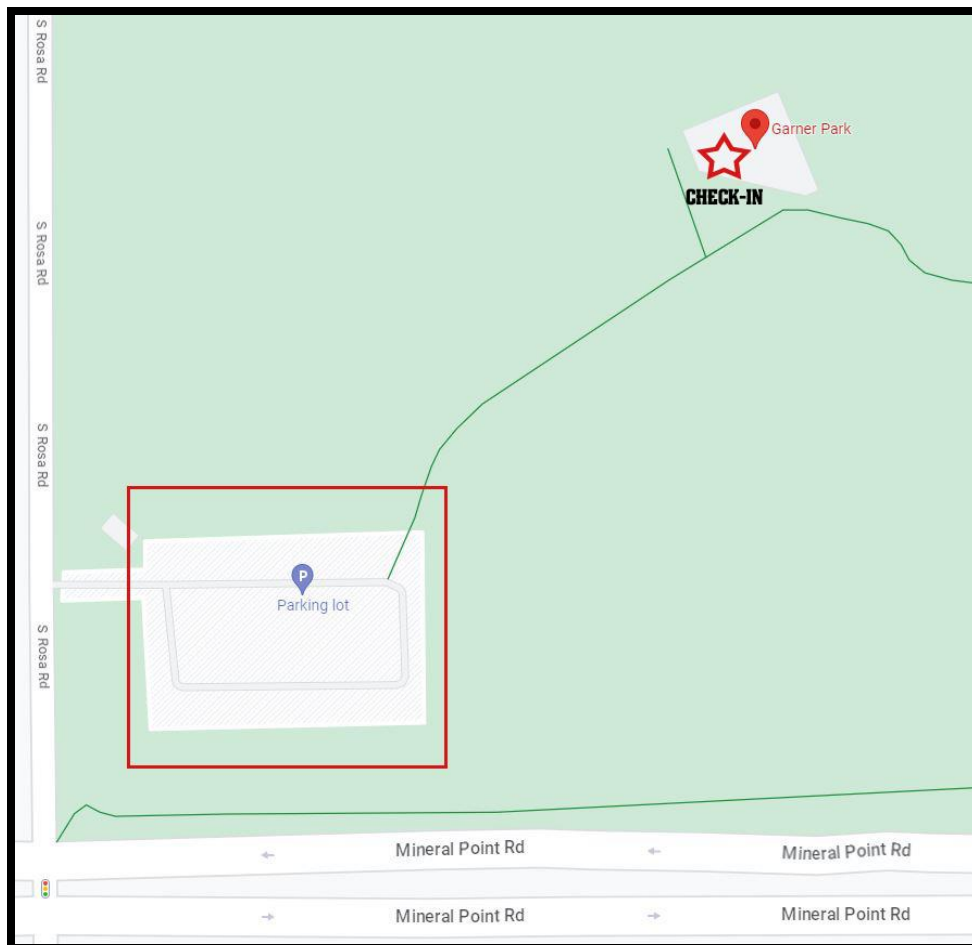 S Rosa Rd
Garner Park
CHECK-IN
S Rosa Rd
S Rosa Rd
P
Parking lot
S Rosa Rd
Mineral Point Rd
Mineral Point Rd
Mineral Point Rd
Mineral Point Rd